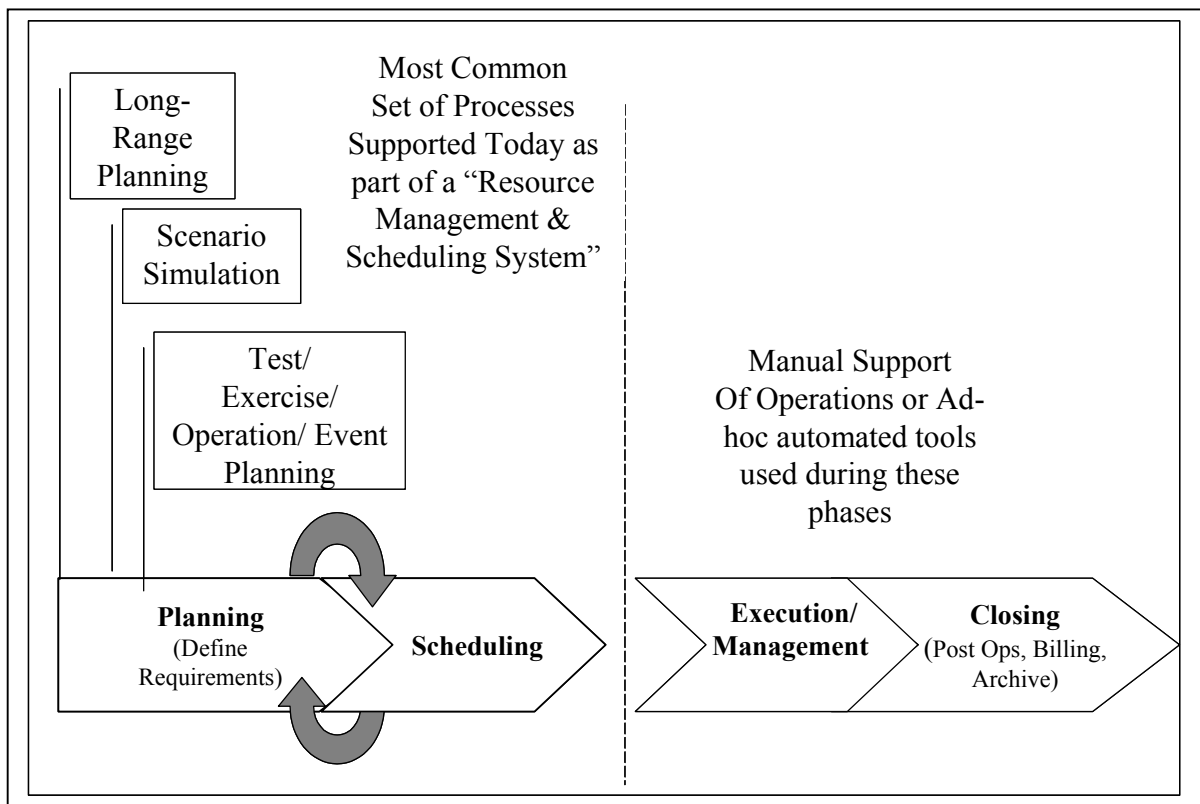 Long-
Range
Planning
Most Common
Set of Processes
Supported Today as
part of a “Resource
Management &
Scheduling System”
Scenario
Simulation
Test/
Exercise/
Operation/ Event
Planning
Manual Support
Of Operations or Ad-
hoc automated tools
used during these
phases
Planning
(Define
Requirements)
Scheduling
Execution/
Management
Closing
(Post Ops, Billing,
Archive)